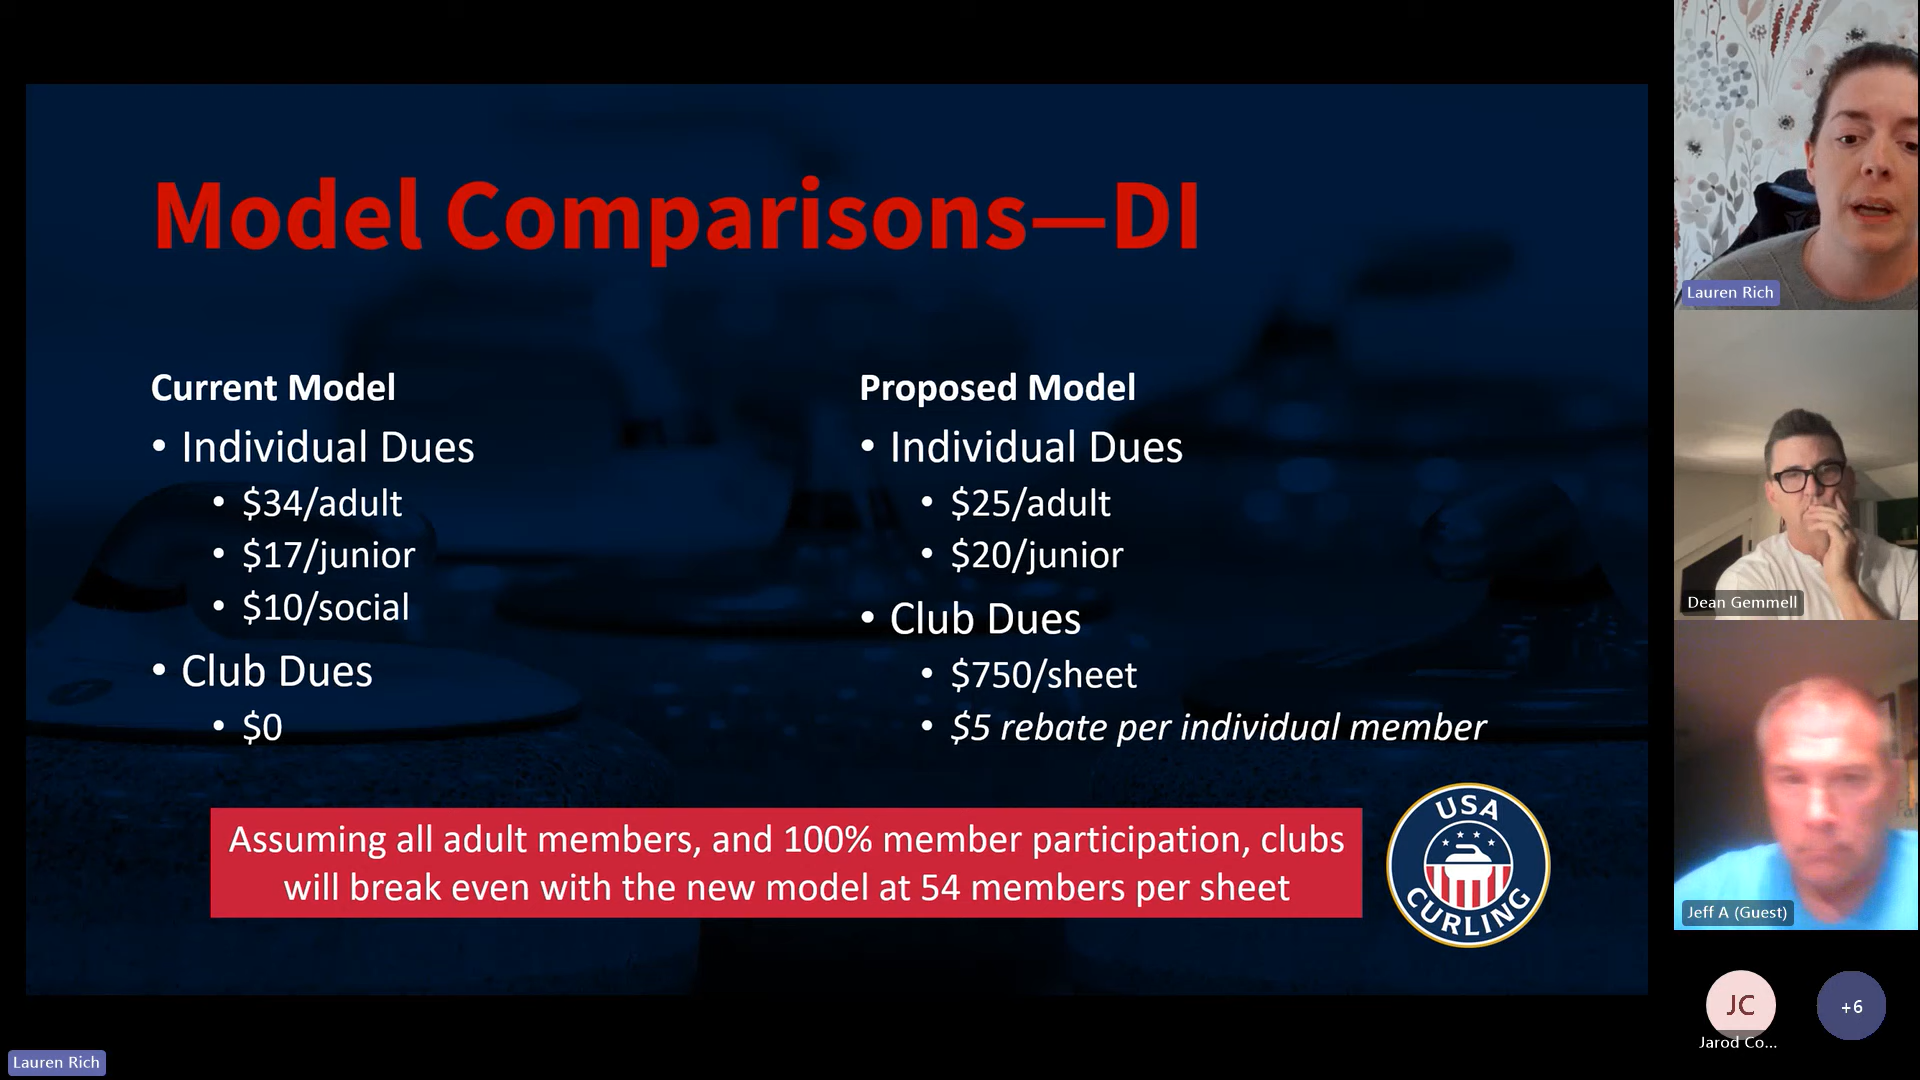 Model Comparisons—DI
Current Model
• Individual Dues
• $34/adult
• $17/junior
• $10/social
• Club Dues
• $0
Proposed Model
• Individual Dues
• $25/adult
• $20/junior
• Club Dues
• $750/sheet
• $5 rebate per individual member
Assuming all adult members, and 100% member participation, clubs
will break even with the new model at 54 members per sheet
USA
CURLING
Lauren Rich
Dean Gemmell
Jeff A (Guest)
JC
Jarod Co...
+6
Lauren Rich